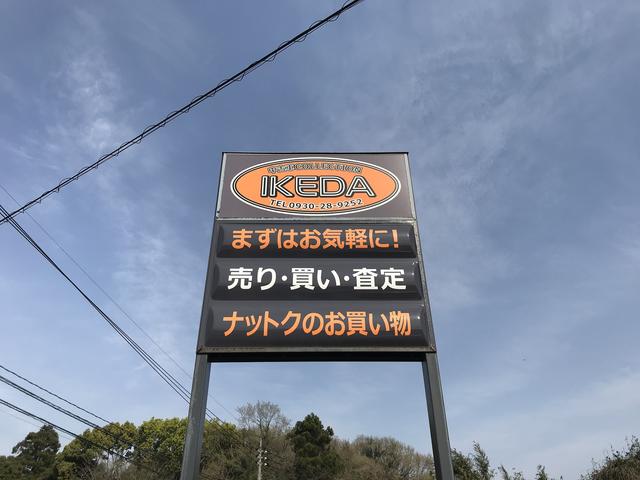 IKEDA
TEL0930-28-9252
まずはお気軽に!
売り・買い・査定
ナットクのお買い物